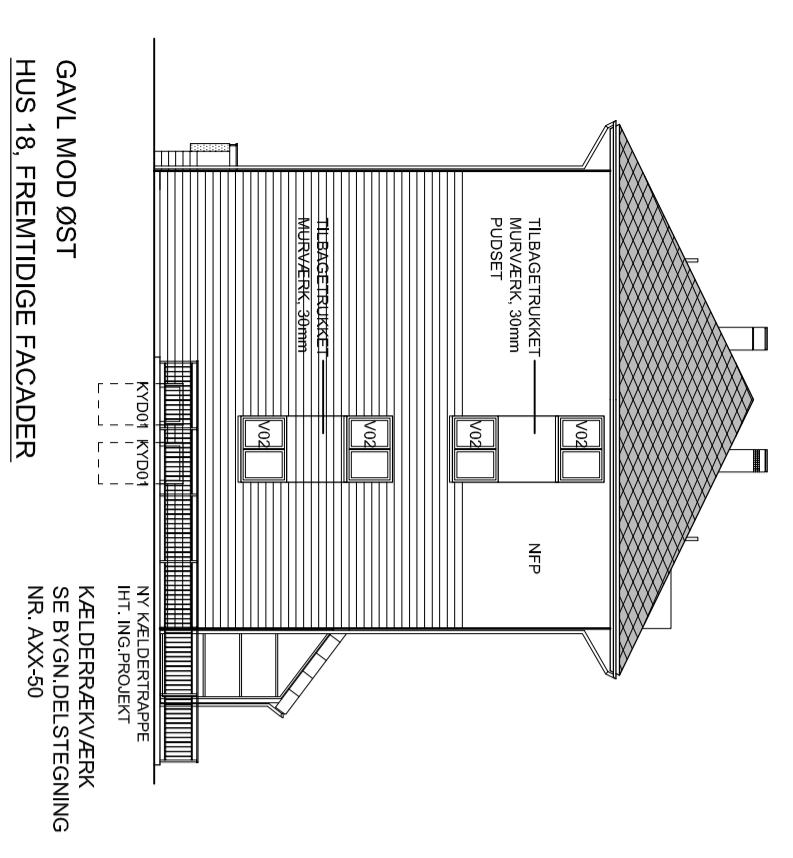 TILBAGETRUKKET
MURVÆRK, 30mm
PUDSET
NFP
V02
V02
TILBAGETRUKKET
MURVÆRK, 30mm
V02
V02
KYD01 KYD01
NY KÆLDERTRAPPE
IHT. ING.PROJEKT
KÆLDERRÆKVÆRK
SE BYGN.DELSTEGNING
NR. AXX-50
GAVL MOD ØST
HUS 18, FREMTIDIGE FACADER